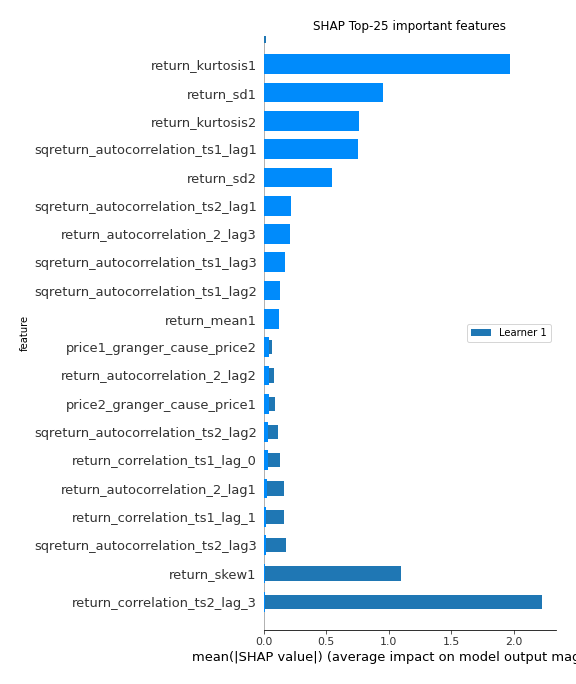 SHAP Top-25 important features
return_kurtosis1
return_sd1
return_kurtosis2
sqreturn_autocorrelation_ts1_lag1
return_sd2
sqreturn_autocorrelation_ts2_lag1
return_autocorrelation_2_lag3
sqreturn_autocorrelation_ts1_lag3
sqreturn_autocorrelation_ts1_lag2
return_mean1
feature
Learner 1
price1_granger_cause_price2
return_autocorrelation_2_lag2
price2_granger_cause_price1
sqreturn_autocorrelation_ts2_lag2
return_correlation_ts1_lag_0
return_autocorrelation_2_lag1
return_correlation_ts1_lag_1
sqreturn_autocorrelation_ts2_lag3
return_skew1
return_correlation_ts2_lag_3
0.0 0.5 1.0 1.5 2.0
mean(|SHAP value|) (average impact on model output mag